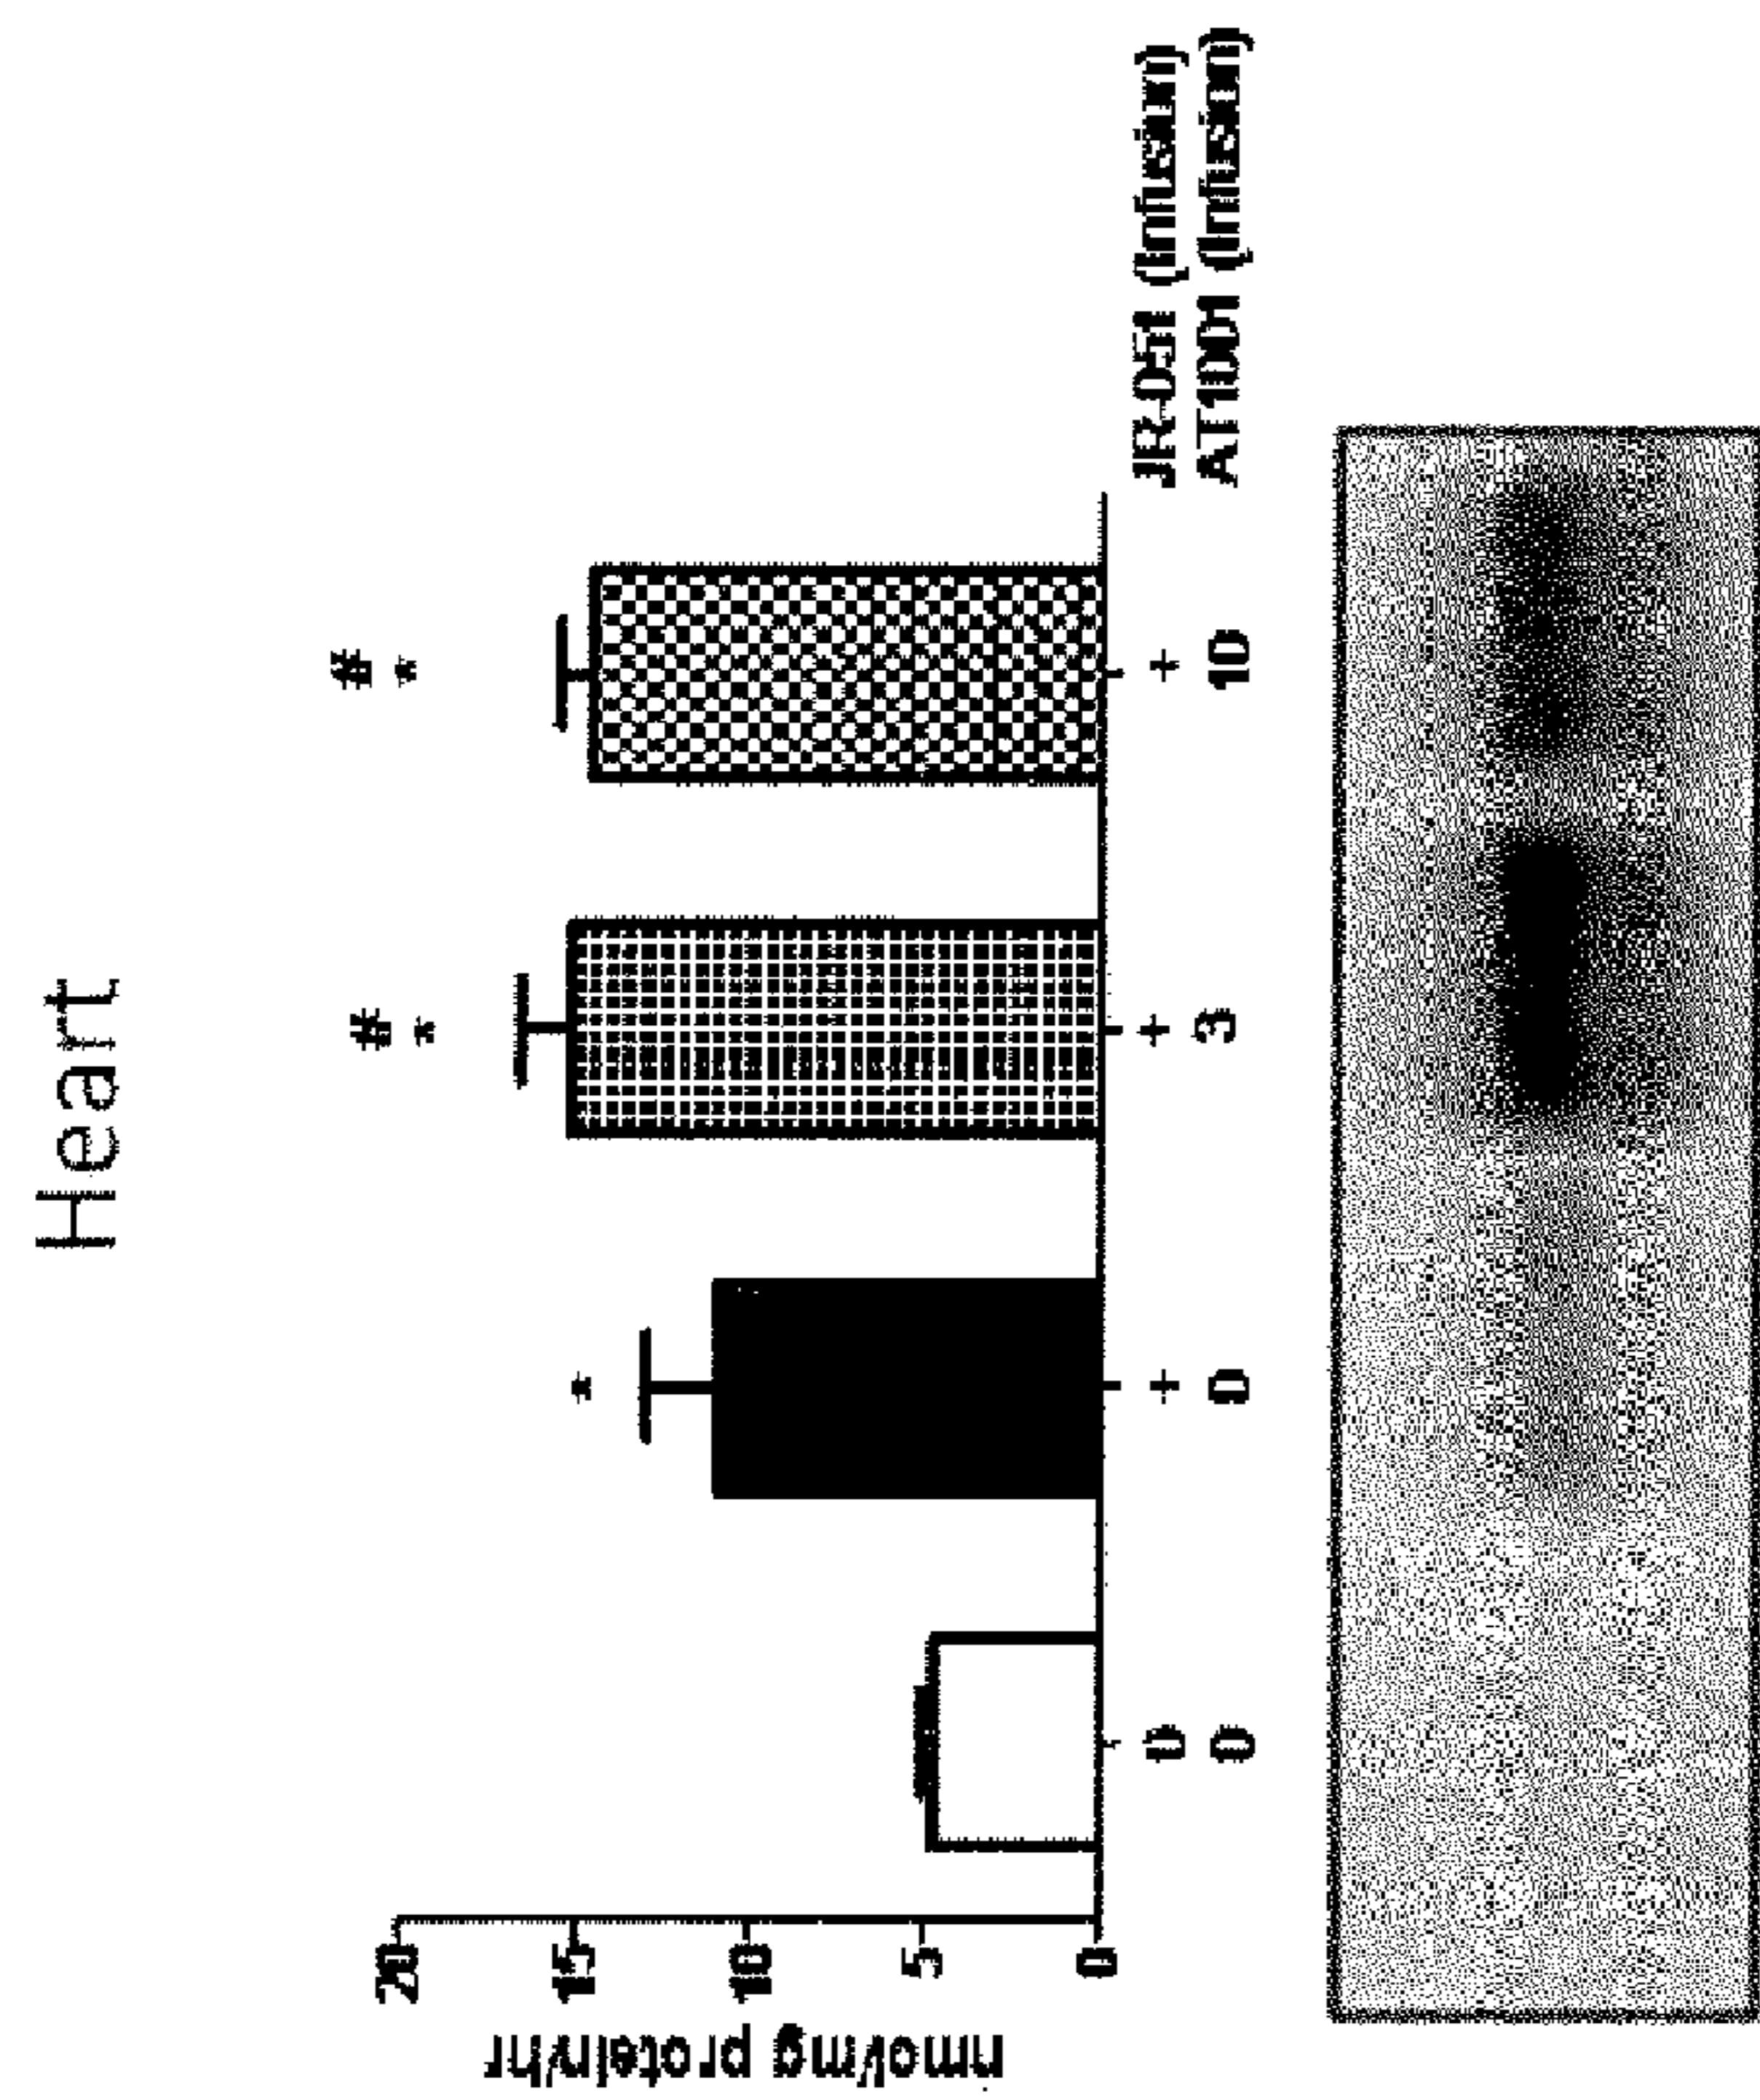 Heart
nmol/mg protein/hr
20
15
10
5
0
*
* #
* #
0 + + + JR-051 (Infusion)
0 0 3 10 AT1001 (Infusion)